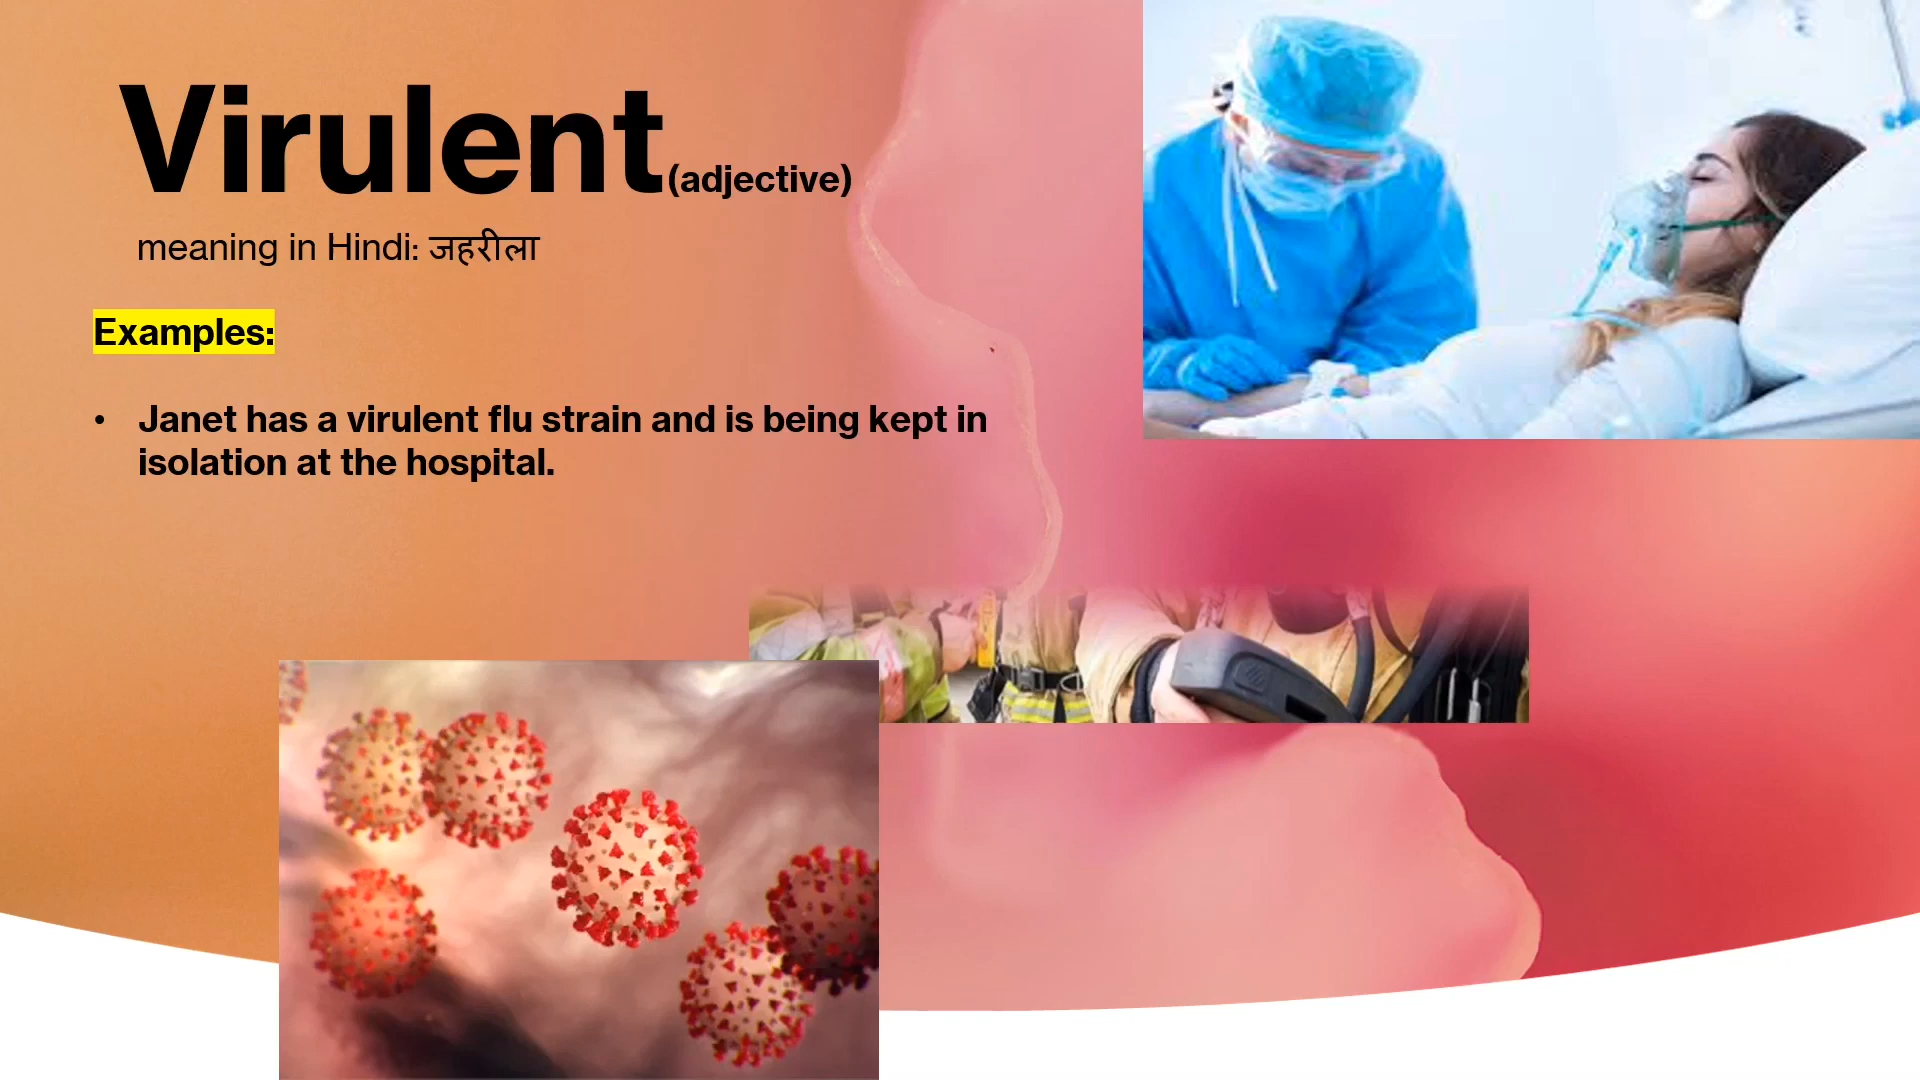 Virulent(adjective)
meaning in Hindi: जहरीला
Examples:
• Janet has a virulent flu strain and is being kept in
isolation at the hospital.